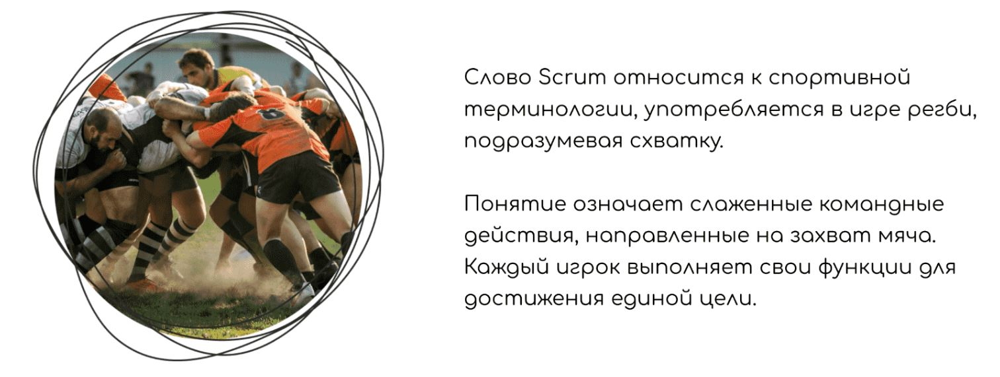 Слово Scrum относится к спортивной
терминологии, употребляется в игре регби,
подразумевая схватку.
Понятие означает слаженные командные
действия, направленные на захват мяча.
Каждый игрок выполняет свои функции для
достижения единой цели.
8